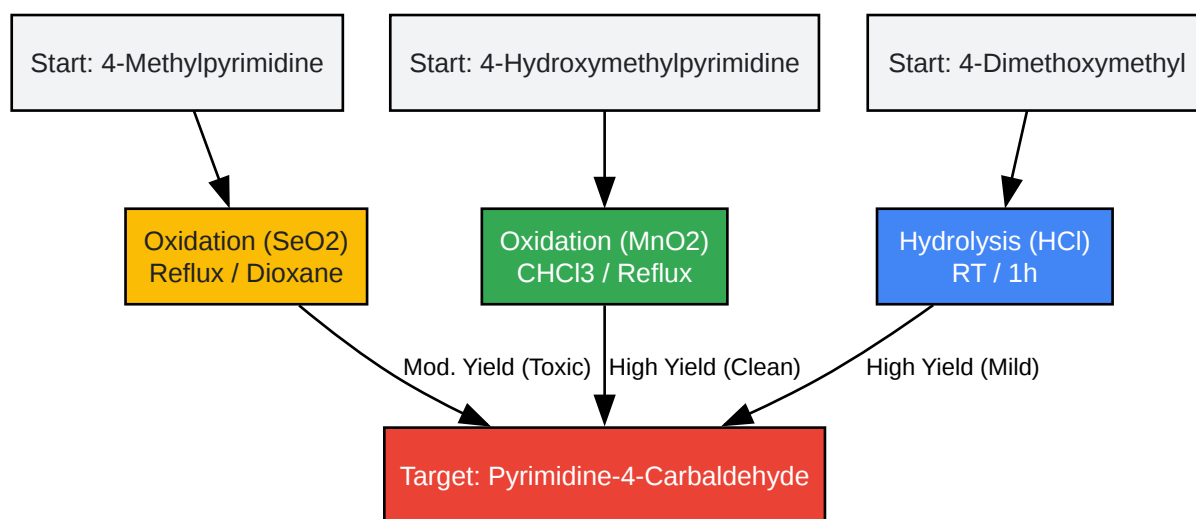 Start: 4-Methylpyrimidine
Start: 4-Hydroxymethylpyrimidine
Start: 4-Dimethoxymethyl
Oxidation (SeO2)
Reflux / Dioxane
Oxidation (MnO2)
CHCl3 / Reflux
Hydrolysis (HCl)
RT / 1h
Mod. Yield (Toxic)
High Yield (Clean)
High Yield (Mild)
Target: Pyrimidine-4-Carbaldehyde